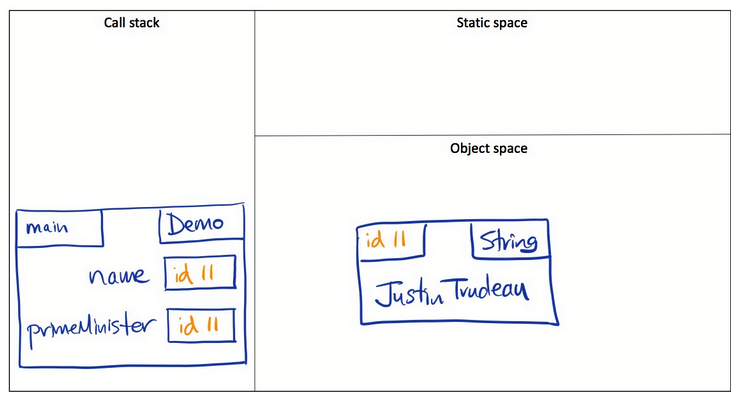 Call stack
Static space
Object space
main
Demo
name
id 11
primeMinister
id 11
id 11
String
Justin Trudeau